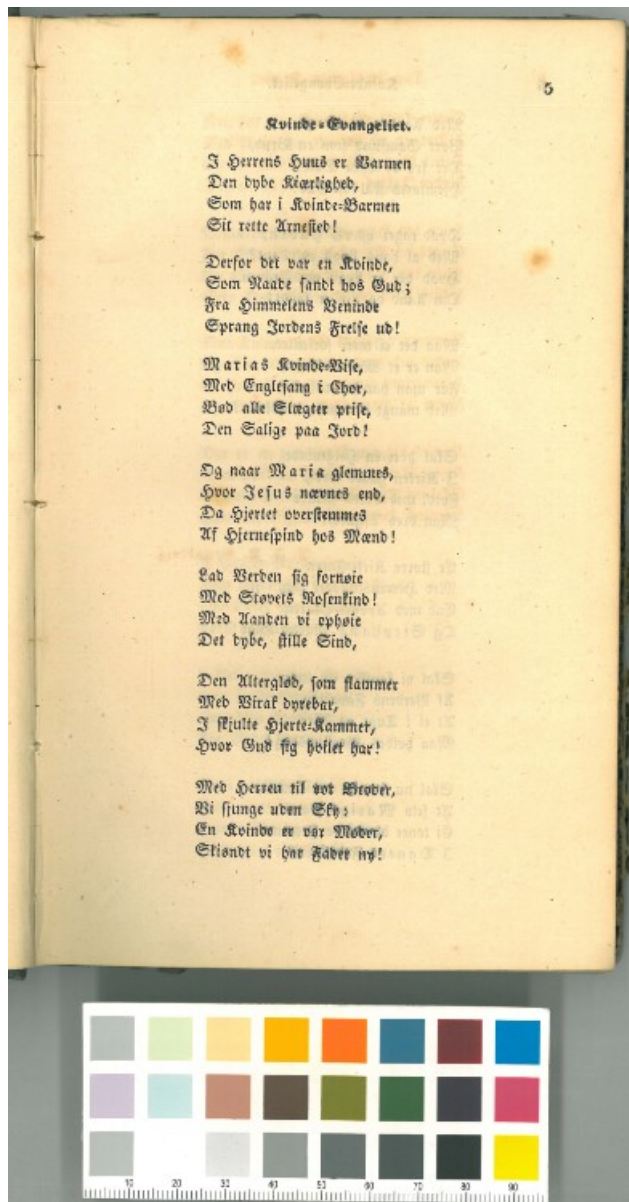 5
Kvinde-Evangeliet.
I Herrens Huus er Varmen
Den dybe Kiærlighed,
Som har i Kvinde-Barmen
Sit rette Arnested!
Derfor det var en Kvinde,
Som Naade fandt hos Gud;
Fra Himmelens Veninde
Sprang Jordens Frelse ud!
Marias Kvinde-Vise,
Med Englesang i Chor,
Bød alle Slægter prise,
Den Salige paa Jord!
Og naar Maria glemmes,
Hvor Jesus nævnes end,
Da Hjertet overstemmes
Af Hjernespind hos Mænd!
Lad Verden sig fornøie
Med Støvets Rosenkind!
Med Aanden vi ophøie
Det dybe, stille Sind,
Den Alterglød, som flammer
Med Virak dyrebar,
I skjulte Hjerte-Kammer,
Hvor Gud sig hvilet har!
Med Herren til vor Broder,
Vi siunge uden Sky:
En Kvinde er vor Moder,
Skiøndt vi har Fader ny!
10 20 30 40 50 60 70 80 90